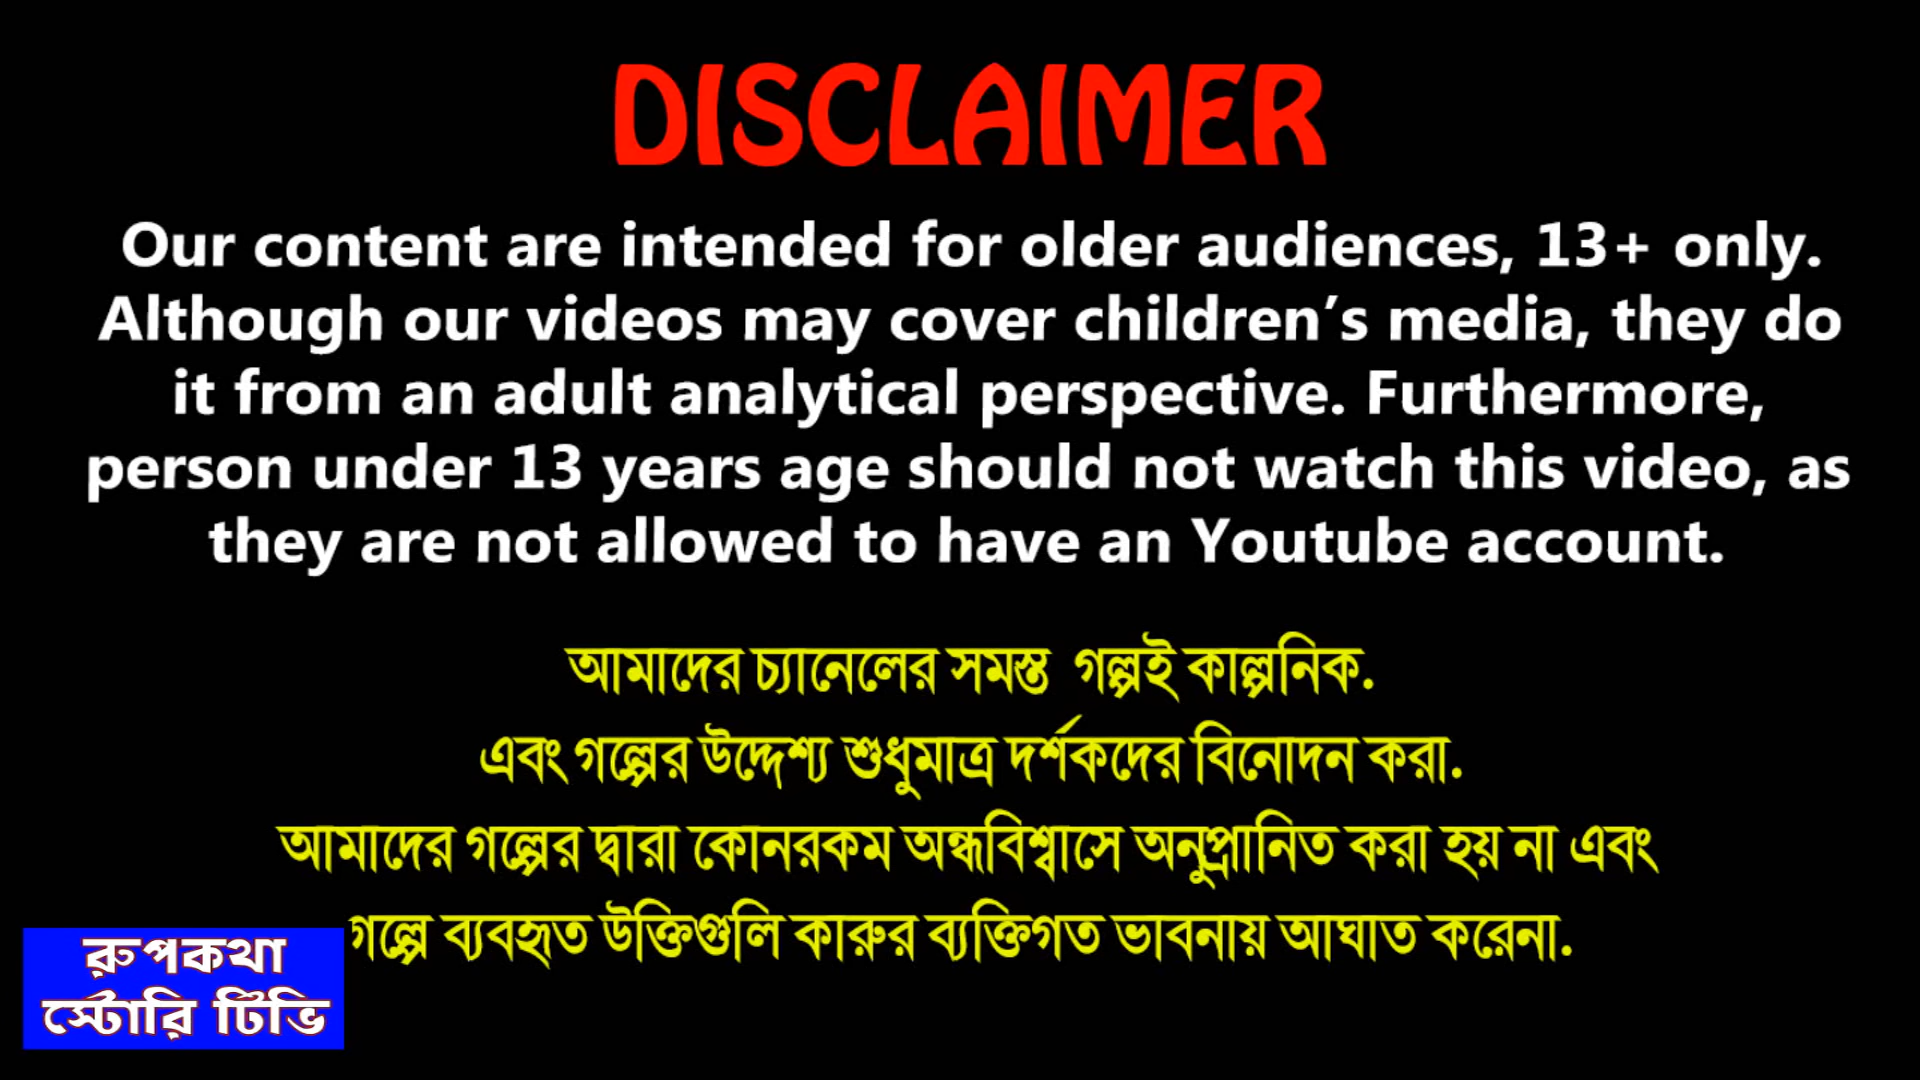 DISCLAIMER
Our content are intended for older audiences, 13+ only.
Although our videos may cover children’s media, they do
it from an adult analytical perspective. Furthermore,
person under 13 years age should not watch this video, as
they are not allowed to have an Youtube account.
আমাদের চ্যানেলের সমস্ত গল্পই কাল্পনিক.
এবং গল্পের উদ্দেশ্য শুধুমাত্র দর্শকদের বিনোদন করা.
আমাদের গল্পের দ্বারা কোনরকম অন্ধবিশ্বাসে অনুপ্রানিত করা হয় না এবং
গল্পে ব্যবহৃত উক্তিগুলি কারুর ব্যক্তিগত ভাবনায় আঘাত করেনা.
রুপকথা
স্টোরি টিভি